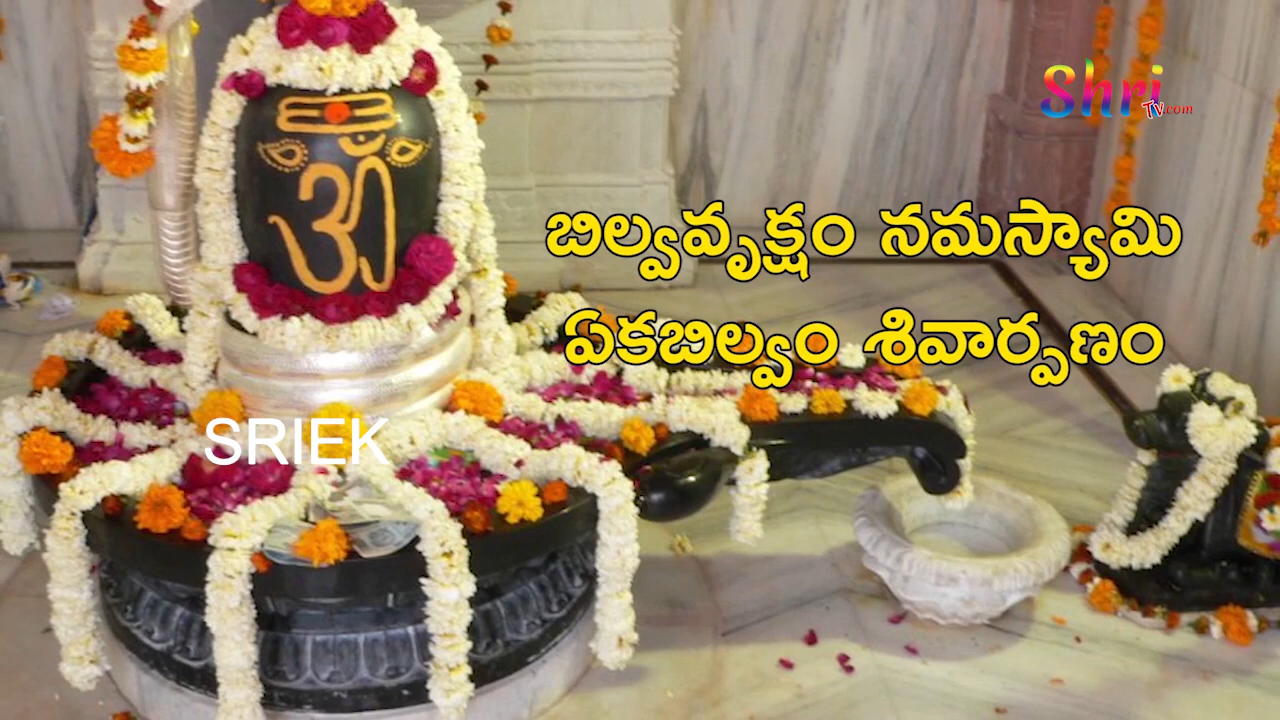 Shri
TV.com
ॐ
బిల్వవృక్షం నమస్యామి
ఏకబిల్వం శివార్పణం
SRIEK